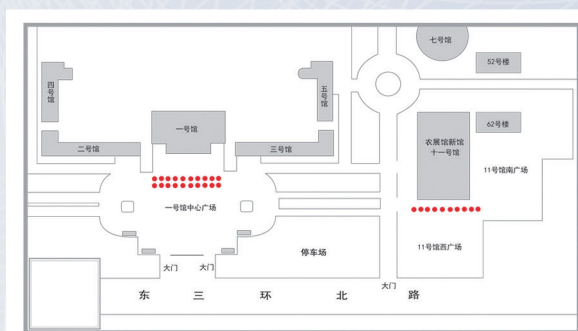 七号馆
52号楼
四号馆
五号馆
一号馆
62号楼
二号馆
三号馆
农展馆新馆
十一号馆
11号馆南广场
一号馆中心广场
停车场
11号馆西广场
大门
大门
大门
东三环北路